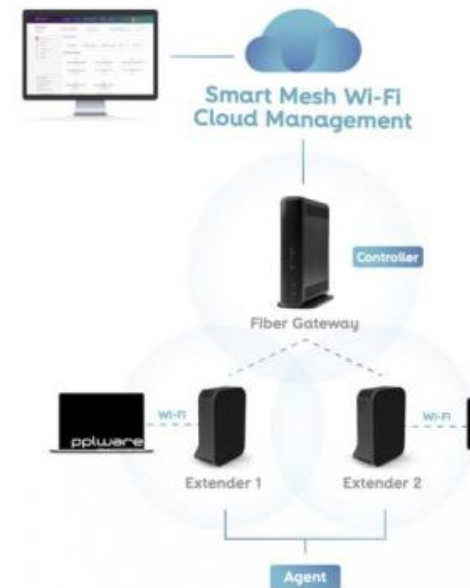 Smart Mesh Wi-Fi
Cloud Management
Controller
Fiber Gateway
Wi-Fi
Wi-Fi
pplware
Extender 1
Extender 2
Agent